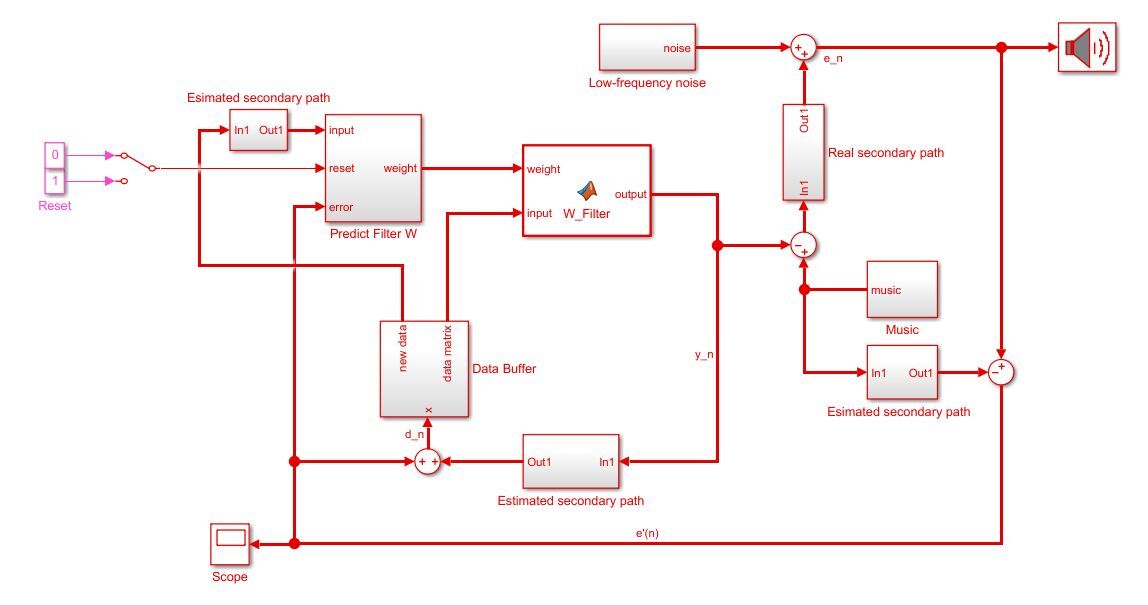 noise
Low-frequency noise
+
+
e_n
Esimated secondary path
In1 Out1
input
reset
error
weight
Predict Filter W
0
1
Reset
weight
input
output
W_Filter
Out1
In1
Real secondary path
−
+
music
Music
In1 Out1
Esimated secondary path
−
+
new data
data matrix
x
Data Buffer
y_n
d_n
+ +
Out1 In1
Estimated secondary path
e'(n)
Scope